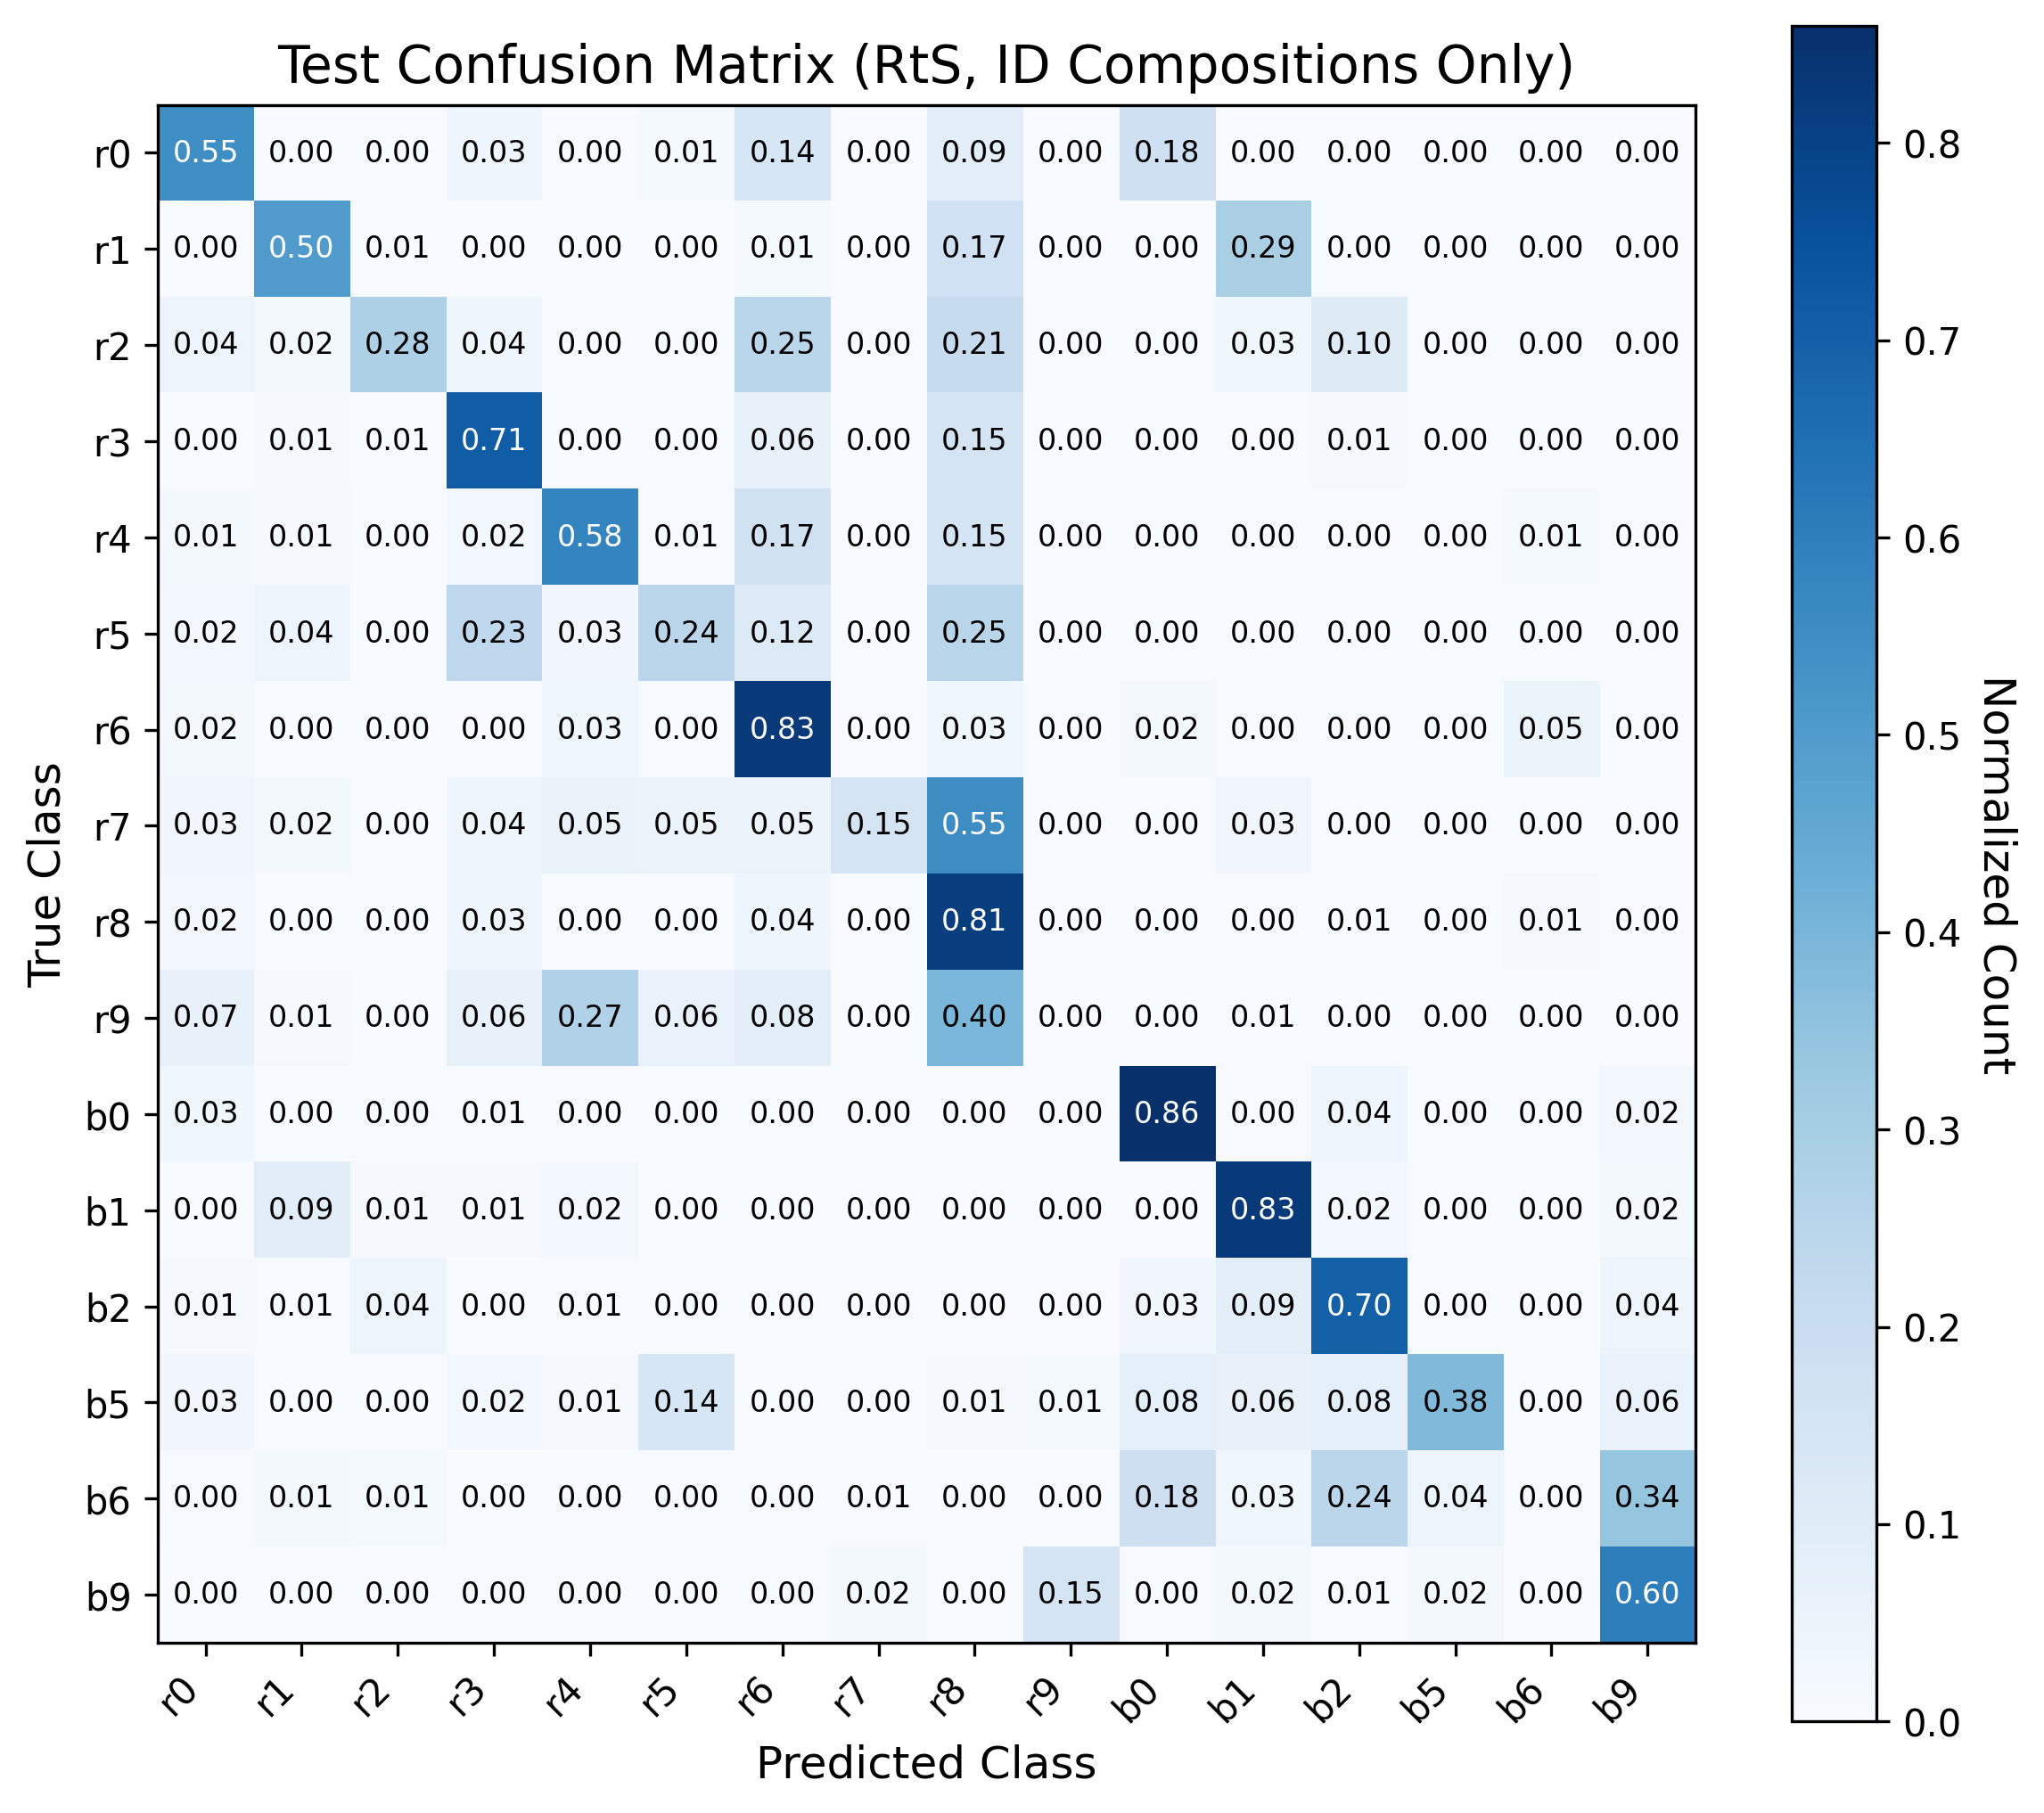 Test Confusion Matrix (RtS, ID Compositions Only)
r0 0.55 0.00 0.00 0.03 0.00 0.01 0.14 0.00 0.09 0.00 0.18 0.00 0.00 0.00 0.00 0.00
r1 0.00 0.50 0.01 0.00 0.00 0.00 0.01 0.00 0.17 0.00 0.00 0.29 0.00 0.00 0.00 0.00
r2 0.04 0.02 0.28 0.04 0.00 0.00 0.25 0.00 0.21 0.00 0.00 0.03 0.10 0.00 0.00 0.00
r3 0.00 0.01 0.01 0.71 0.00 0.00 0.06 0.00 0.15 0.00 0.00 0.00 0.01 0.00 0.00 0.00
r4 0.01 0.01 0.00 0.02 0.58 0.01 0.17 0.00 0.15 0.00 0.00 0.00 0.00 0.00 0.01 0.00
r5 0.02 0.04 0.00 0.23 0.03 0.24 0.12 0.00 0.25 0.00 0.00 0.00 0.00 0.00 0.00 0.00
r6 0.02 0.00 0.00 0.00 0.03 0.00 0.83 0.00 0.03 0.00 0.02 0.00 0.00 0.00 0.05 0.00
r7 0.03 0.02 0.00 0.04 0.05 0.05 0.05 0.15 0.55 0.00 0.00 0.03 0.00 0.00 0.00 0.00
r8 0.02 0.00 0.00 0.03 0.00 0.00 0.04 0.00 0.81 0.00 0.00 0.00 0.01 0.00 0.01 0.00
r9 0.07 0.01 0.00 0.06 0.27 0.06 0.08 0.00 0.40 0.00 0.00 0.01 0.00 0.00 0.00 0.00
b0 0.03 0.00 0.00 0.01 0.00 0.00 0.00 0.00 0.00 0.00 0.86 0.00 0.04 0.00 0.00 0.02
b1 0.00 0.09 0.01 0.01 0.02 0.00 0.00 0.00 0.00 0.00 0.00 0.83 0.02 0.00 0.00 0.02
b2 0.01 0.01 0.04 0.00 0.01 0.00 0.00 0.00 0.00 0.00 0.03 0.09 0.70 0.00 0.00 0.04
b5 0.03 0.00 0.00 0.02 0.01 0.14 0.00 0.00 0.01 0.01 0.08 0.06 0.08 0.38 0.00 0.06
b6 0.00 0.01 0.01 0.00 0.00 0.00 0.00 0.01 0.00 0.00 0.18 0.03 0.24 0.04 0.00 0.34
b9 0.00 0.00 0.00 0.00 0.00 0.00 0.00 0.02 0.00 0.15 0.00 0.02 0.01 0.02 0.00 0.60
r0 r1 r2 r3 r4 r5 r6 r7 r8 r9 b0 b1 b2 b5 b6 b9
Predicted Class
True Class
0.8
0.7
0.6
0.5
0.4
0.3
0.2
0.1
0.0
Normalized Count